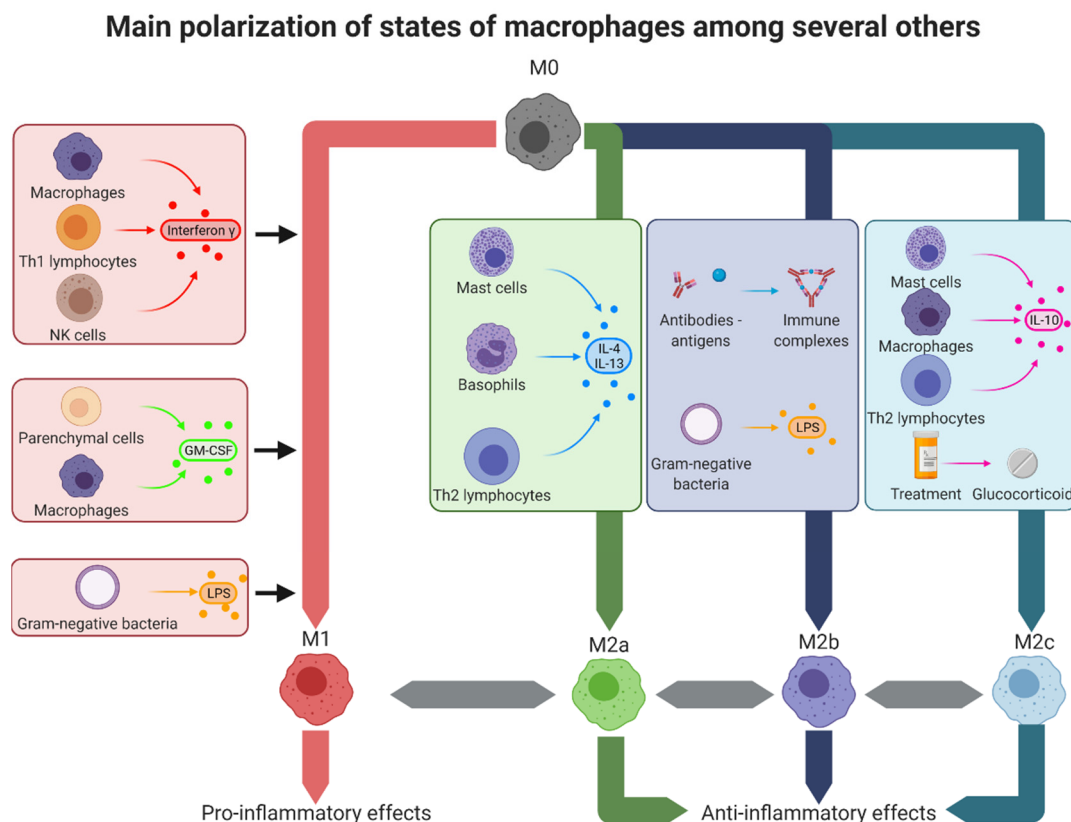 Main polarization of states of macrophages among several others
M0
Macrophages
Interferon γ
Th1 lymphocytes
NK cells
Parenchymal cells
GM-CSF
Macrophages
LPS
Gram-negative bacteria
Mast cells
IL-4
IL-13
Basophils
Th2 lymphocytes
Antibodies -
antigens
Immune
complexes
LPS
Gram-negative
bacteria
Mast cells
IL-10
Macrophages
Th2 lymphocytes
Treatment
Glucocorticoid
M1
M2a
M2b
M2c
Pro-inflammatory effects
Anti-inflammatory effects